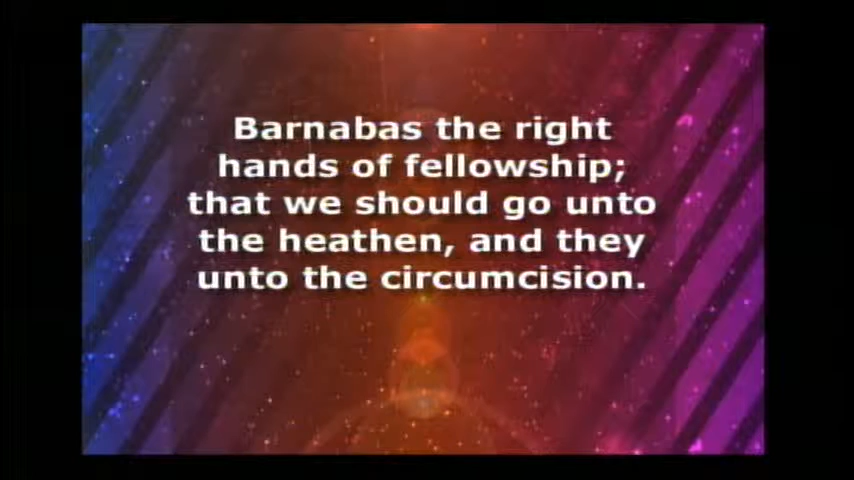 Barnabas the right
hands of fellowship;
that we should go unto
the heathen, and they
unto the circumcision.